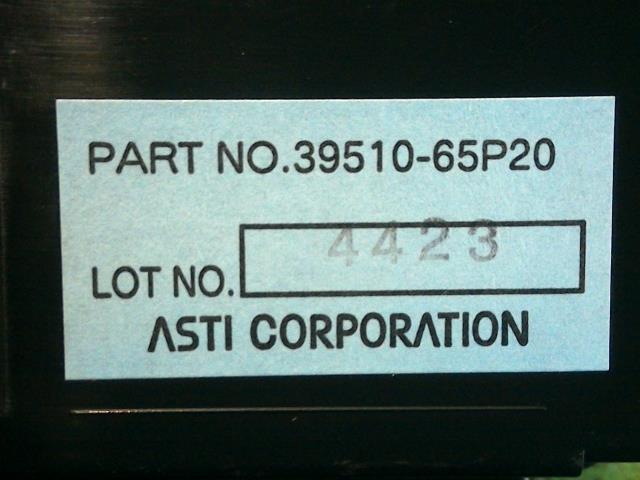 PART NO.39510-65P20
LOT NO. 4423
ASTI CORPORATION